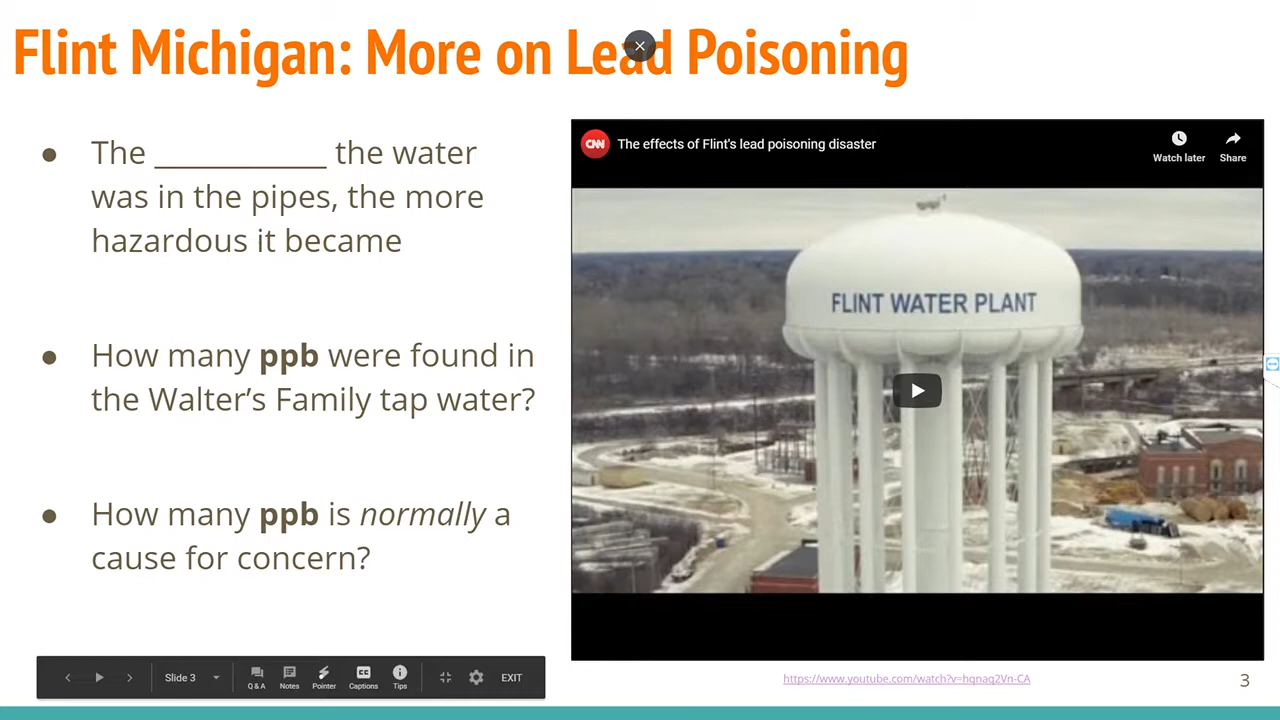 Flint Michigan: More on Lead Poisoning
● The ___________ the water
was in the pipes, the more
hazardous it became
● How many ppb were found in
the Walter's Family tap water?
● How many ppb is normally a
cause for concern?
CNN The effects of Flint's lead poisoning disaster
Watch later Share
FLINT WATER PLANT
Slide 3 Q & A Notes Pointer Captions Tips EXIT
https://www.youtube.com/watch?v=hqnaq2Vn-CA
3